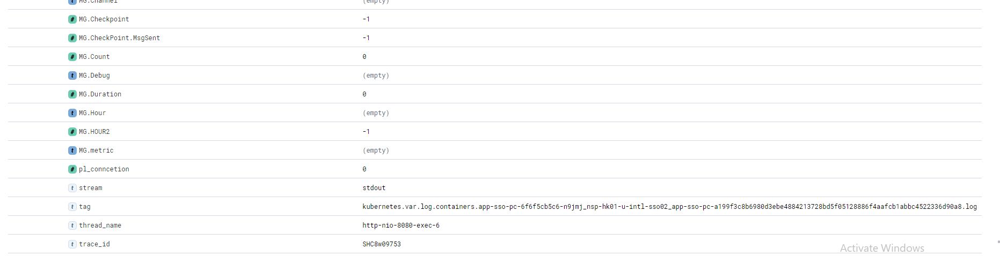 MG.Channel (empty)
# MG.Checkpoint -1
# MG.CheckPoint.MsgSent -1
# MG.Count 0
t MG.Debug (empty)
# MG.Duration 0
t MG.Hour (empty)
# MG.HOUR2 -1
t MG.metric (empty)
# pl_conncetion 0
t stream stdout
t tag kubernetes.var.log.containers.app-sso-pc-6f6f5cb5c6-n9jmj_nsp-hk01-u-intl-sso02_app-sso-pc-a199f3c8b6980d3ebe4884213728bd5f05128886f4aafcb1abbc4522336d90a8.log
t thread_name http-nio-8080-exec-6
t trace_id SHC8w09753
Activate Windows